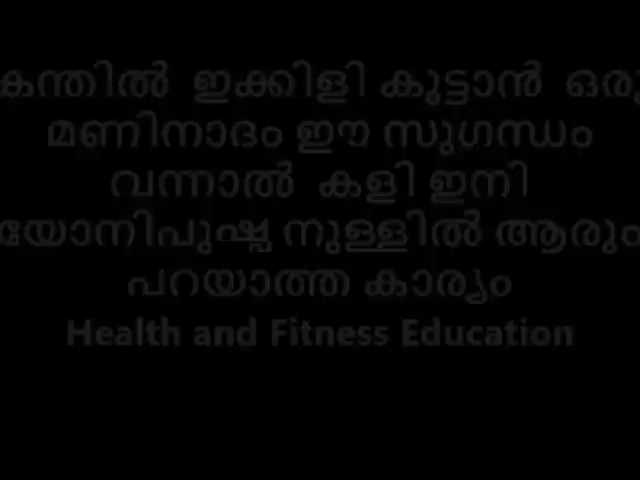 കന്തിൽ ഇക്കിളി കൂട്ടാൻ ഒരു
മണിനാദം ഈ സുഗന്ധം
വന്നാൽ കളി ഇനി
യോനിപുഷ്പ നുള്ളിൽ ആരും
പറയാത്ത കാര്യം
Health and Fitness Education